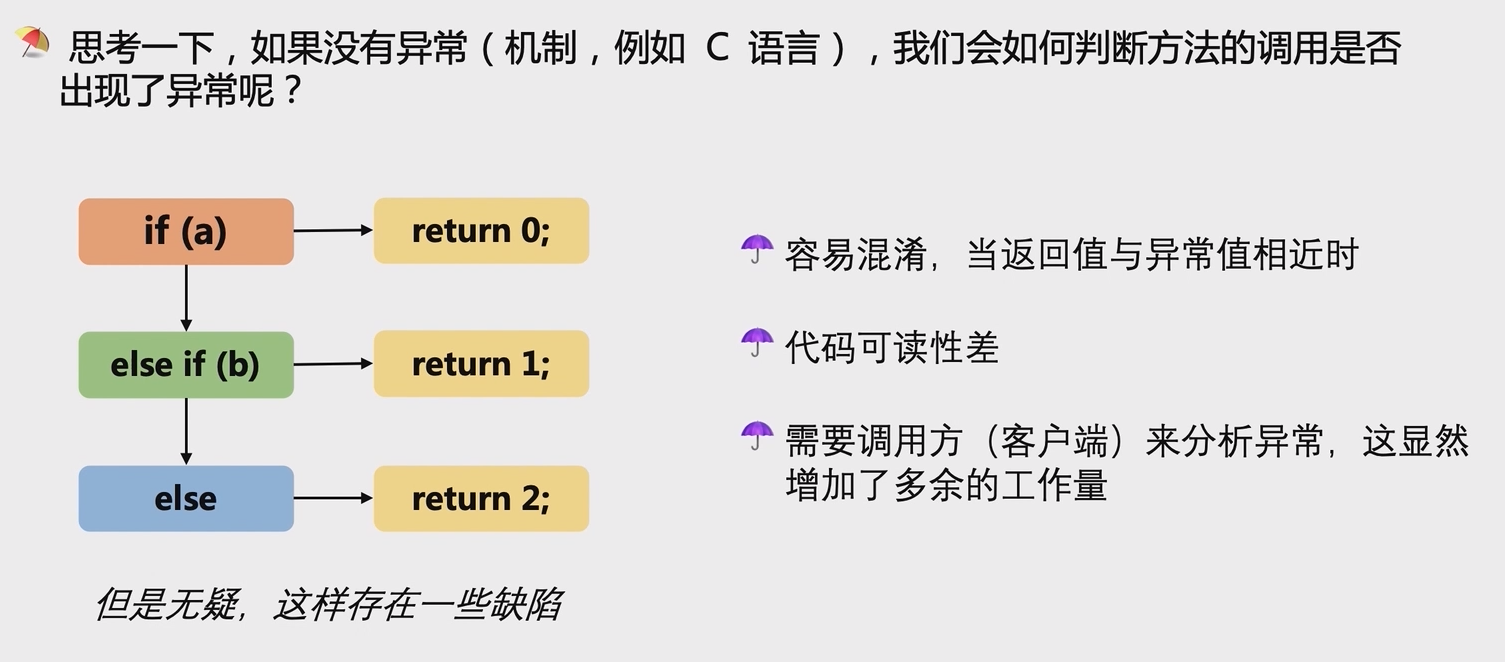 思考一下，如果没有异常（机制，例如 C 语言），我们会如何判断方法的调用是否
出现了异常呢？
if (a)
return 0;
else if (b)
return 1;
else
return 2;
但是无疑，这样存在一些缺陷
容易混淆，当返回值与异常值相近时
代码可读性差
需要调用方（客户端）来分析异常，这显然
增加了多余的工作量